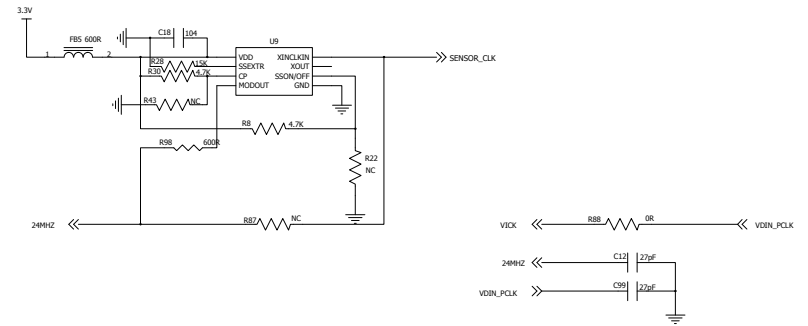 3.3V
FB5 600R
1
2
C18
104
U9
VDD
SSEXTR
CP
MODOUT
XINCLKIN
XOUT
SSON/OFF
GND
SENSOR_CLK
R28
15K
R30
4.7K
R43
NC
R8
4.7K
R98
600R
R22
NC
24MHZ
R87
NC
VICK
R88
0R
VDIN_PCLK
24MHZ
C12
27pF
VDIN_PCLK
C99
27pF